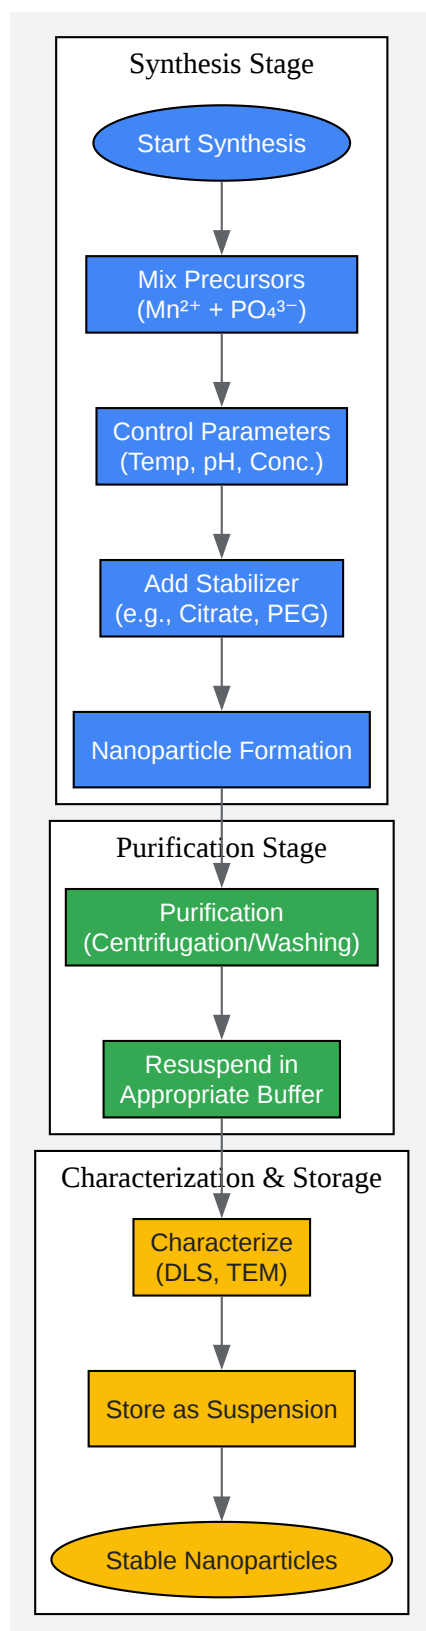 Synthesis Stage
Start Synthesis
Mix Precursors
(Mn²⁺ + PO₄³⁻)
Control Parameters
(Temp, pH, Conc.)
Add Stabilizer
(e.g., Citrate, PEG)
Nanoparticle Formation
Purification Stage
Purification
(Centrifugation/Washing)
Resuspend in
Appropriate Buffer
Characterization & Storage
Characterize
(DLS, TEM)
Store as Suspension
Stable Nanoparticles